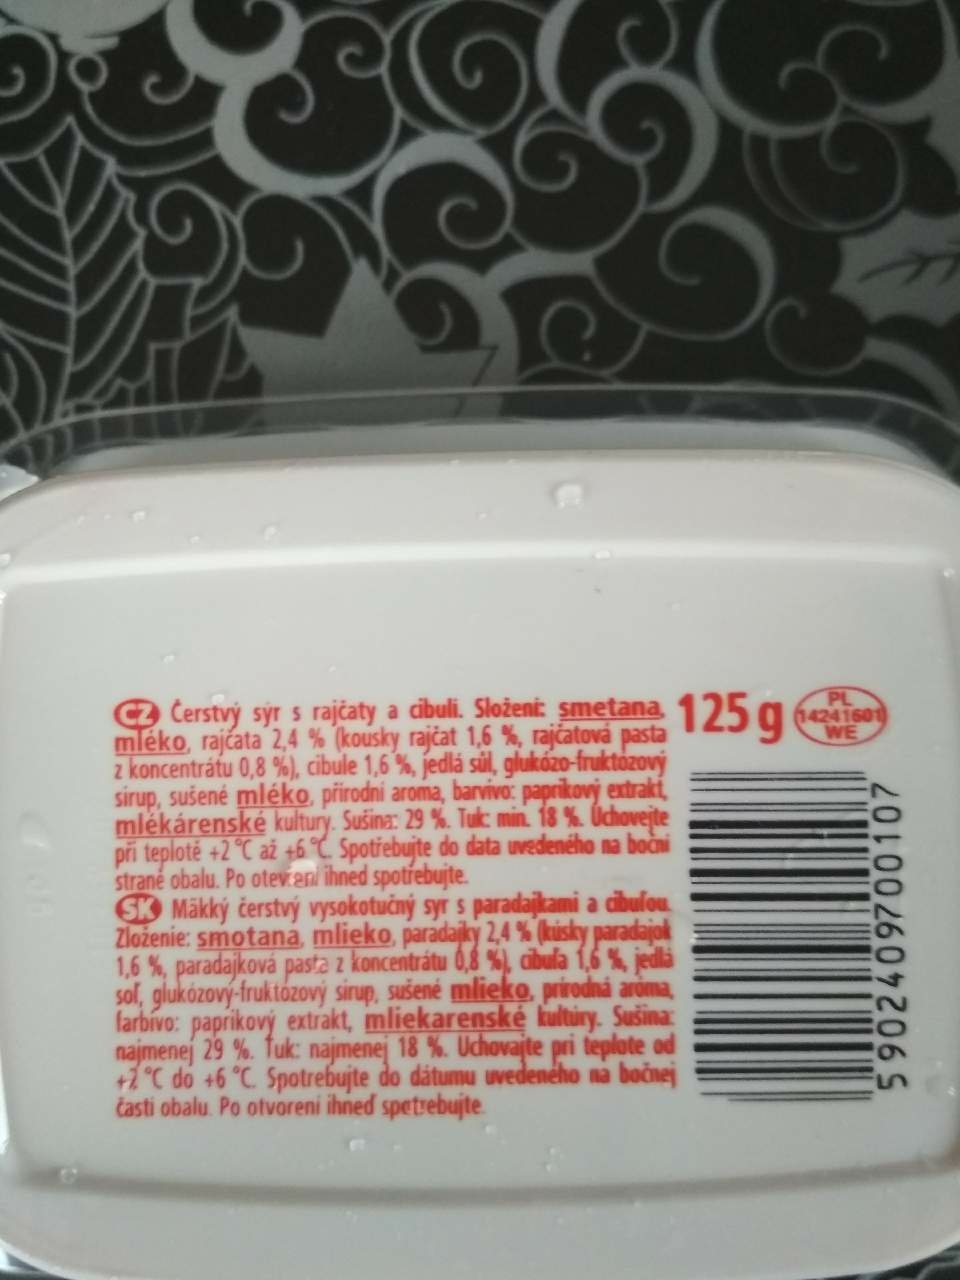 CZ Čerstvý sýr s rajčaty a cibulí. Složení: smetana,
mléko, rajčata 2,4 % (kousky rajčat 1,6 %, rajčatová pasta
z koncentrátu 0,8 %), cibule 1,6 %, jedlá sůl, glukózo-fruktózový
sirup, sušené mléko, přírodní aroma, barvivo: paprikový extrakt,
mlékárenské kultury. Sušina: 29 %. Tuk: min. 18 %. Uchovejte
při teplotě +2 °C až +6 °C. Spotřebujte do data uvedeného na boční
straně obalu. Po otevření ihned spotřebujte.
SK Mäkký čerstvý vysokotučný syr s paradajkami a cibuľou.
Zloženie: smotana, mlieko, paradajky 2,4 % (kúsky paradajok
1,6 %, paradajková pasta z koncentrátu 0,8 %), cibuľa 1,6 %, jedlá
soľ, glukózový-fruktózový sirup, sušené mlieko, prírodná aróma,
farbivo: paprikový extrakt, mliekarenské kultúry. Sušina:
najmenej 29 %. Tuk: najmenej 18 %. Uchovajte pri teplote od
+2 °C do +6 °C. Spotrebujte do dátumu uvedeného na bočnej
časti obalu. Po otvorení ihneď spotrebujte.
125 g
PL
14241601
WE
5902409700107